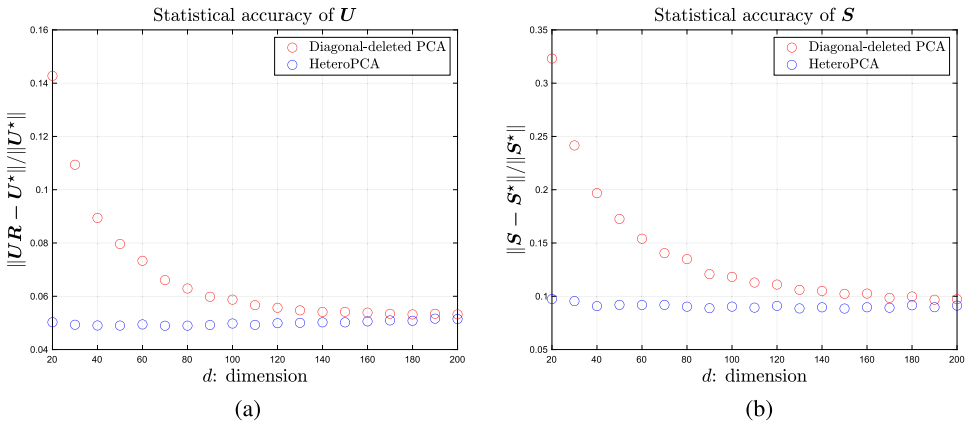 Statistical accuracy of U
0.16
0.14
0.12
0.1
0.08
0.06
0.04
Diagonal-deleted PCA
HeteroPCA
∥UR − U⋆∥/∥U⋆∥
20 40 60 80 100 120 140 160 180 200
d: dimension
(a)
Statistical accuracy of S
0.35
0.3
0.25
0.2
0.15
0.1
0.05
Diagonal-deleted PCA
HeteroPCA
∥S − S⋆∥/∥S⋆∥
20 40 60 80 100 120 140 160 180 200
d: dimension
(b)